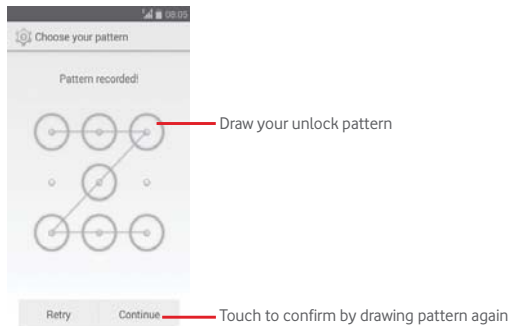 08:05
Choose your pattern
Pattern recorded!
Draw your unlock pattern
Retry Continue
Touch to confirm by drawing pattern again